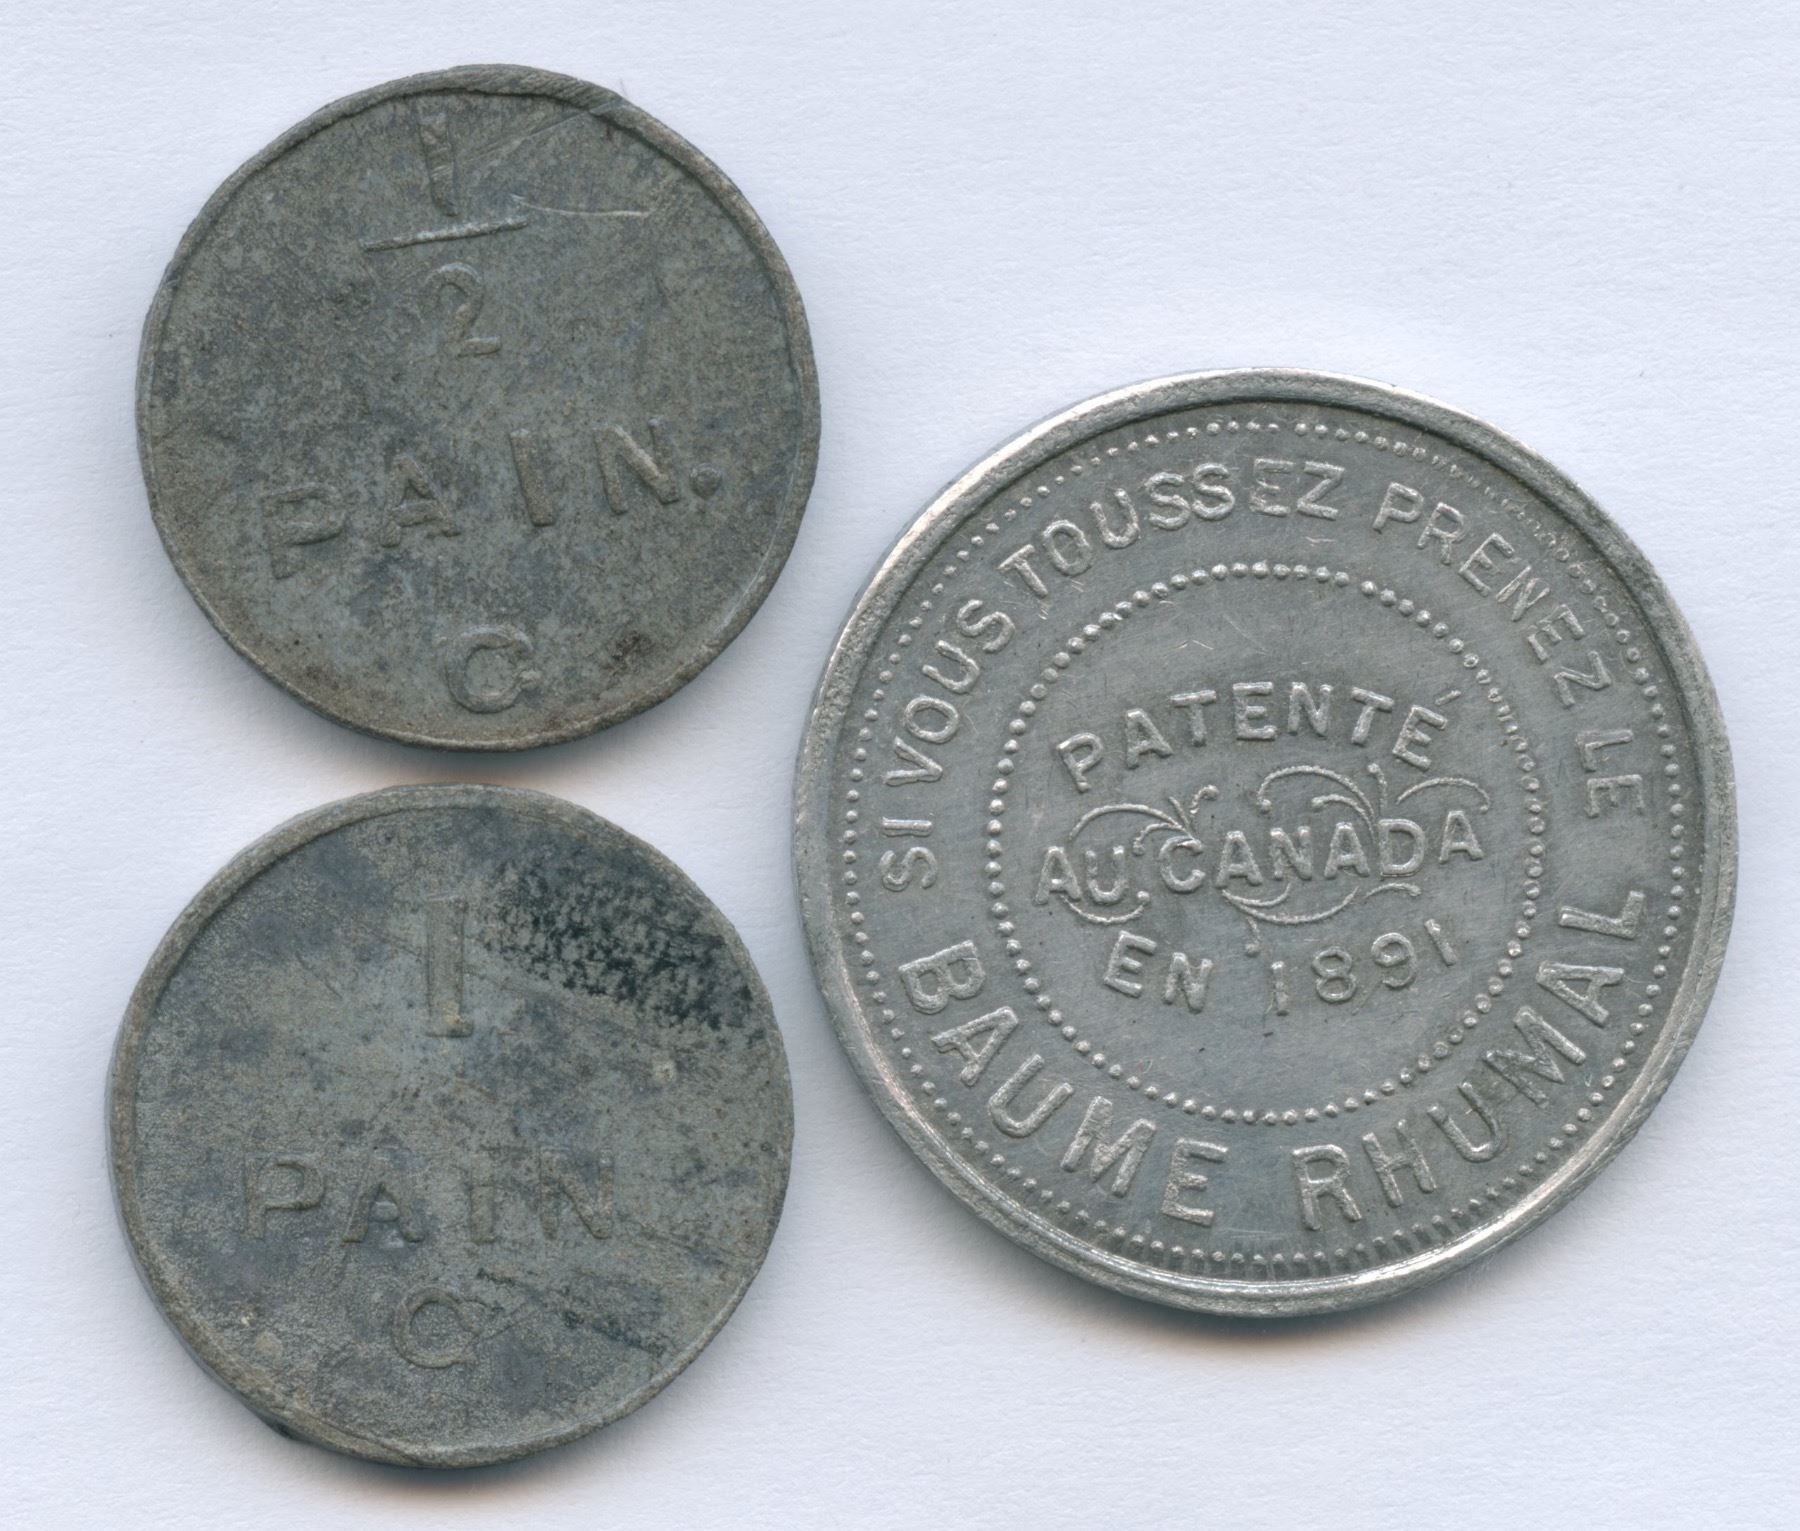 1
2
PAIN.
C
1
PAIN
C
SI VOUS TOUSSEZ PRENEZ LE
BAUME RHUMAL
PATENTÉ
AU. CANADA
EN 1891